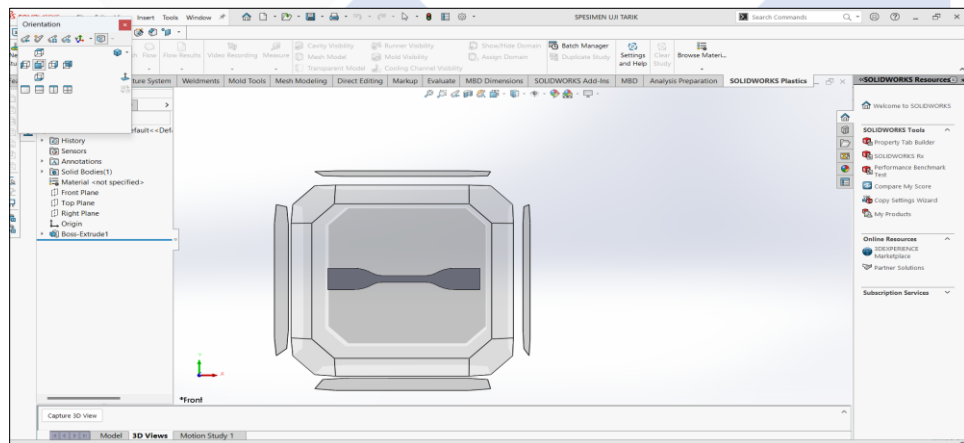 SOLIDWORKS
Insert Tools Window
SPESIMEN UJI TARIK
Search Commands
Orientation
Flow Results Video Recording Measure
Cavity Visibility
Mesh Model
Transparent Model
Runner Visibility
Mold Visibility
Cooling Channel Visibility
Show/Hide Domain
Assign Domain
Batch Manager
Duplicate Study
Settings and Help
Clear Study
Browse Materi...
ture System Weldments Mold Tools Mesh Modeling Direct Editing Markup Evaluate MBD Dimensions SOLIDWORKS Add-Ins MBD Analysis Preparation SOLIDWORKS Plastics
efault<<Def
History
Sensors
Annotations
Solid Bodies(1)
Material <not specified>
Front Plane
Top Plane
Right Plane
Origin
Boss-Extrude1
*Front
Capture 3D View
Model 3D Views Motion Study 1
SOLIDWORKS Resources
Welcome to SOLIDWORKS
SOLIDWORKS Tools
Property Tab Builder
SOLIDWORKS Rx
Performance Benchmark
Test
Compare My Score
Copy Settings Wizard
My Products
Online Resources
3DEXPERIENCE
Marketplace
Partner Solutions
Subscription Services